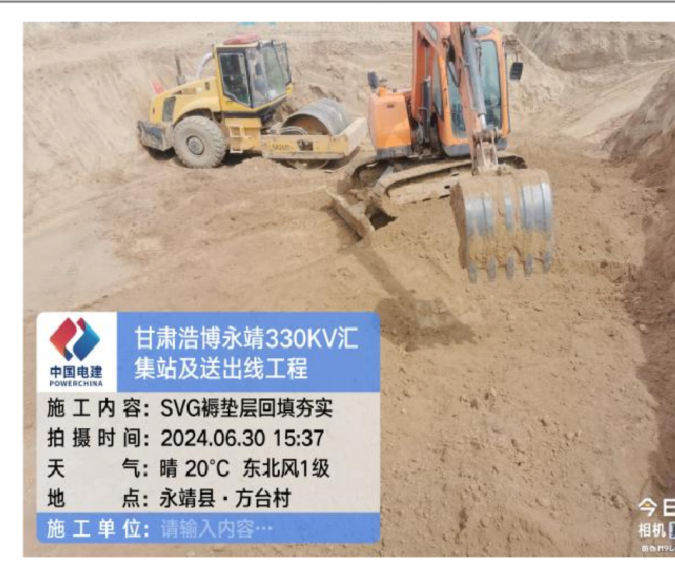 中国电建
POWERCHINA
甘肃浩博永靖330KV汇
集站及送出线工程
施工内容：SVG褥垫层回填夯实
拍摄时间：2024.06.30 15:37
天 气：晴 20℃ 东北风1级
地 点：永靖县·方台村
施工单位：请输入内容…
今日
相机